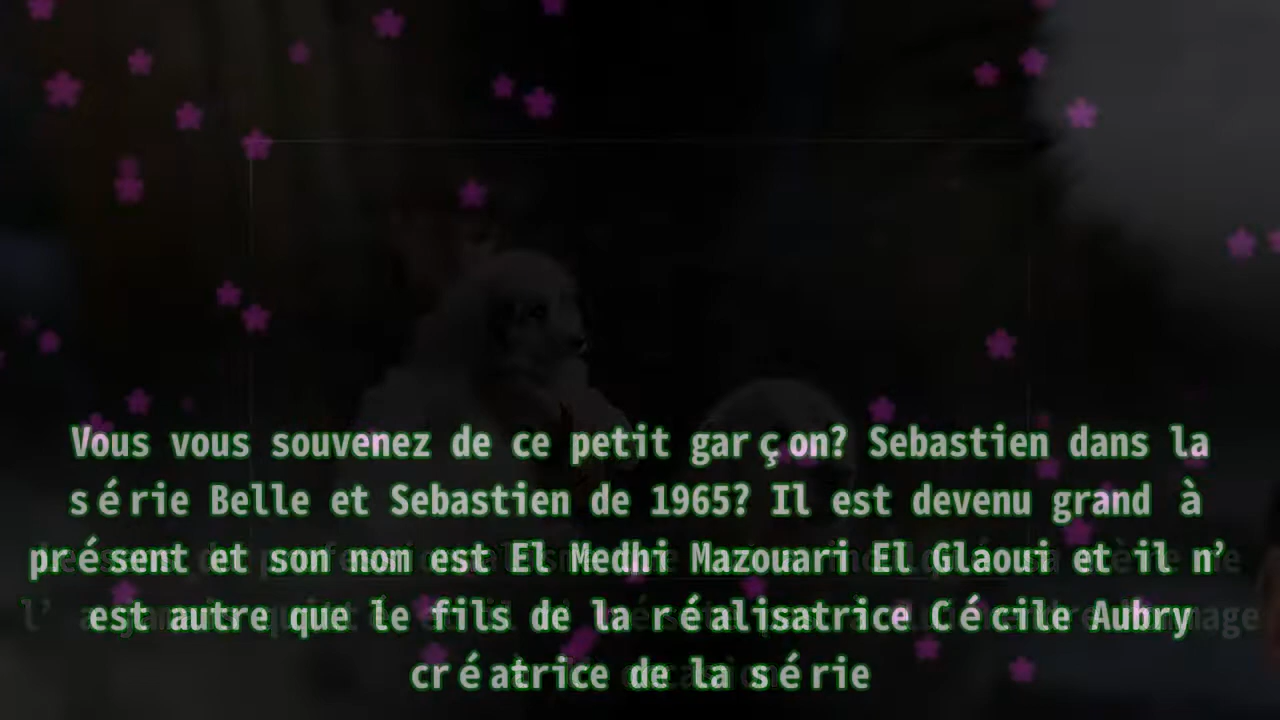 Vous vous souvenez de ce petit garçon? Sebastien dans la
série Belle et Sebastien de 1965? Il est devenu grand à
présent et son nom est El Medhi Mazouari El Glaoui et il n’
est autre que le fils de la réalisatrice Cécile Aubry
créatrice de la série